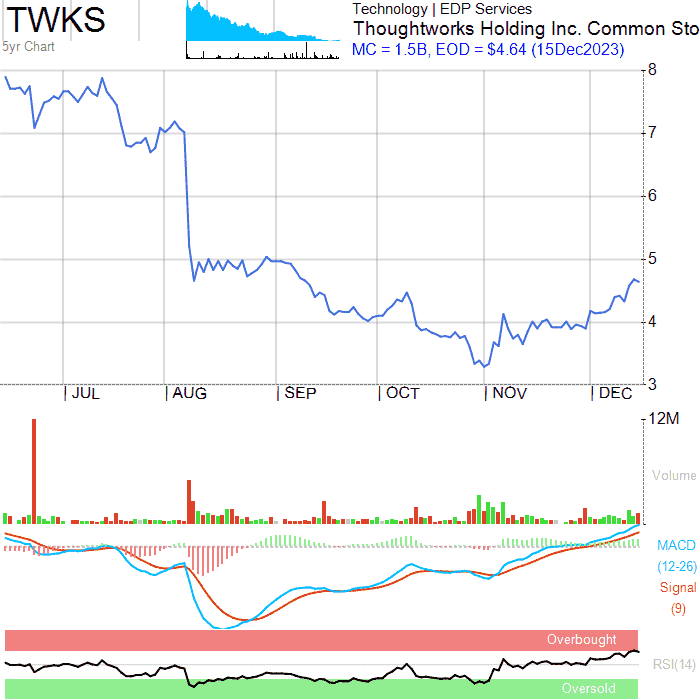 TWKS
5yr Chart
Technology | EDP Services
Thoughtworks Holding Inc. Common Sto
MC = 1.5B, EOD = $4.64 (15Dec2023)
8
7
6
5
4
3
| JUL | AUG | SEP | OCT | NOV | DEC
12M
Volume
MACD
(12-26)
Signal
(9)
Overbought
RSI(14)
Oversold